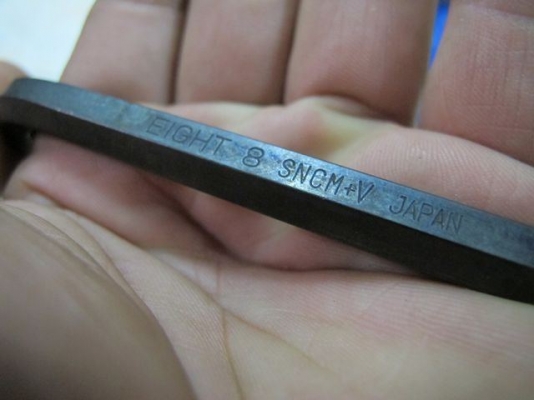 EIGHT 8 SNCM+V JAPAN